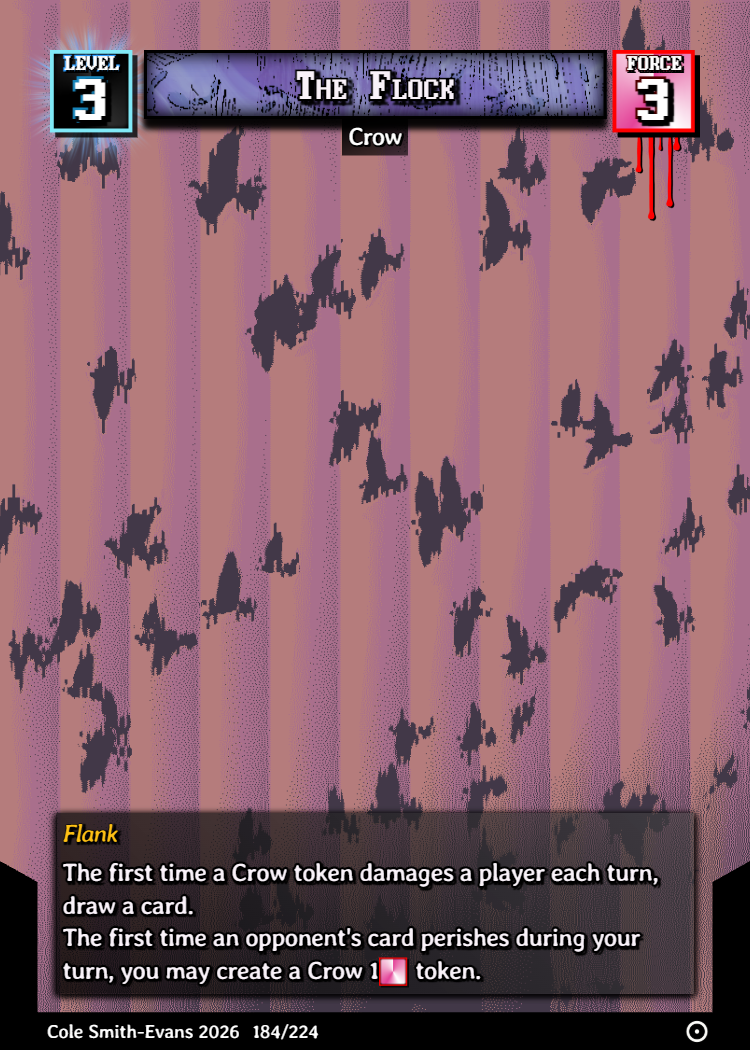 LEVEL
3
The Flock
FORCE
3
Crow
Flank
The first time a Crow token damages a player each turn,
draw a card.
The first time an opponent's card perishes during your
turn, you may create a Crow 1 token.
Cole Smith-Evans 2026 184/224